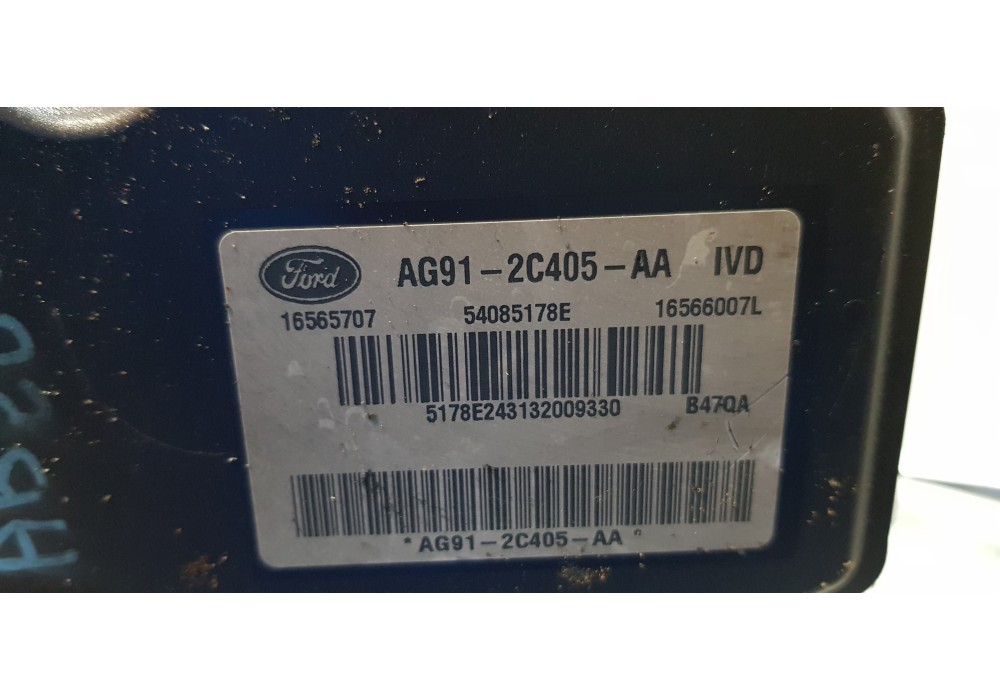 Ford AG91-2C405-AA IVD
16565707 54085178E 16566007L
5178E243132009330 B47QA
* AG91-2C405-AA *